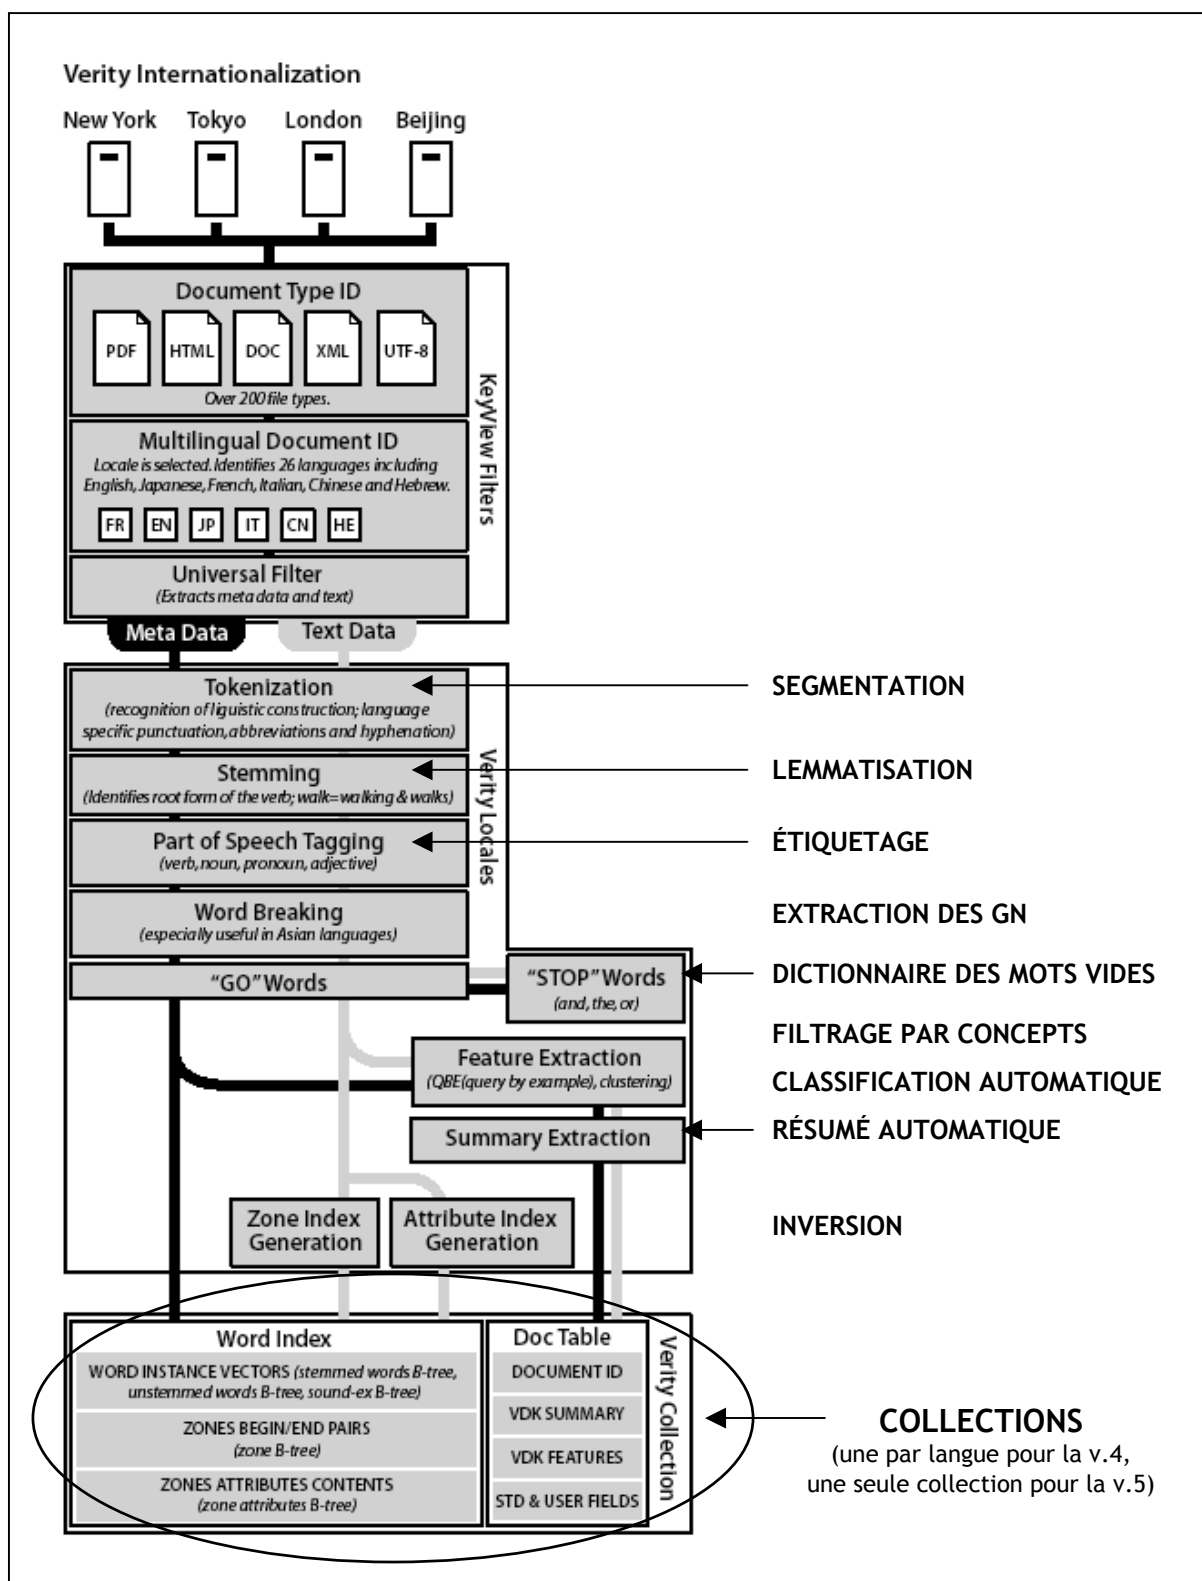 Verity Internationalization
New York Tokyo London Beijing
Document Type ID
PDF HTML DOC XML UTF-8
Over 200 file types.
Multilingual Document ID
Locale is selected. Identifies 26 languages including
English, Japanese, French, Italian, Chinese and Hebrew.
FR EN JP IT CN HE
Universal Filter
(Extracts meta data and text)
KeyView Filters
Meta Data Text Data
Tokenization
(recognition of liguistic construction; language
specific punctuation, abbreviations and hyphenation)
SEGMENTATION
Stemming
(Identifies root form of the verb; walk=walking & walks)
LEMMATISATION
Part of Speech Tagging
(verb, noun, pronoun, adjective)
ÉTIQUETAGE
Verity Locales
Word Breaking
(especially useful in Asian languages)
EXTRACTION DES GN
"GO" Words
"STOP" Words
(and, the, or)
DICTIONNAIRE DES MOTS VIDES
FILTRAGE PAR CONCEPTS
Feature Extraction
(QBE(query by example), clustering)
CLASSIFICATION AUTOMATIQUE
Summary Extraction
RÉSUMÉ AUTOMATIQUE
Zone Index
Generation
Attribute Index
Generation
INVERSION
Word Index
WORD INSTANCE VECTORS (stemmed words B-tree,
unstemmed words B-tree, sound-ex B-tree)
ZONES BEGIN/END PAIRS
(zone B-tree)
ZONES ATTRIBUTES CONTENTS
(zone attributes B-tree)
Doc Table
DOCUMENT ID
VDK SUMMARY
VDK FEATURES
STD & USER FIELDS
Verity Collection
COLLECTIONS
(une par langue pour la v.4,
une seule collection pour la v.5)